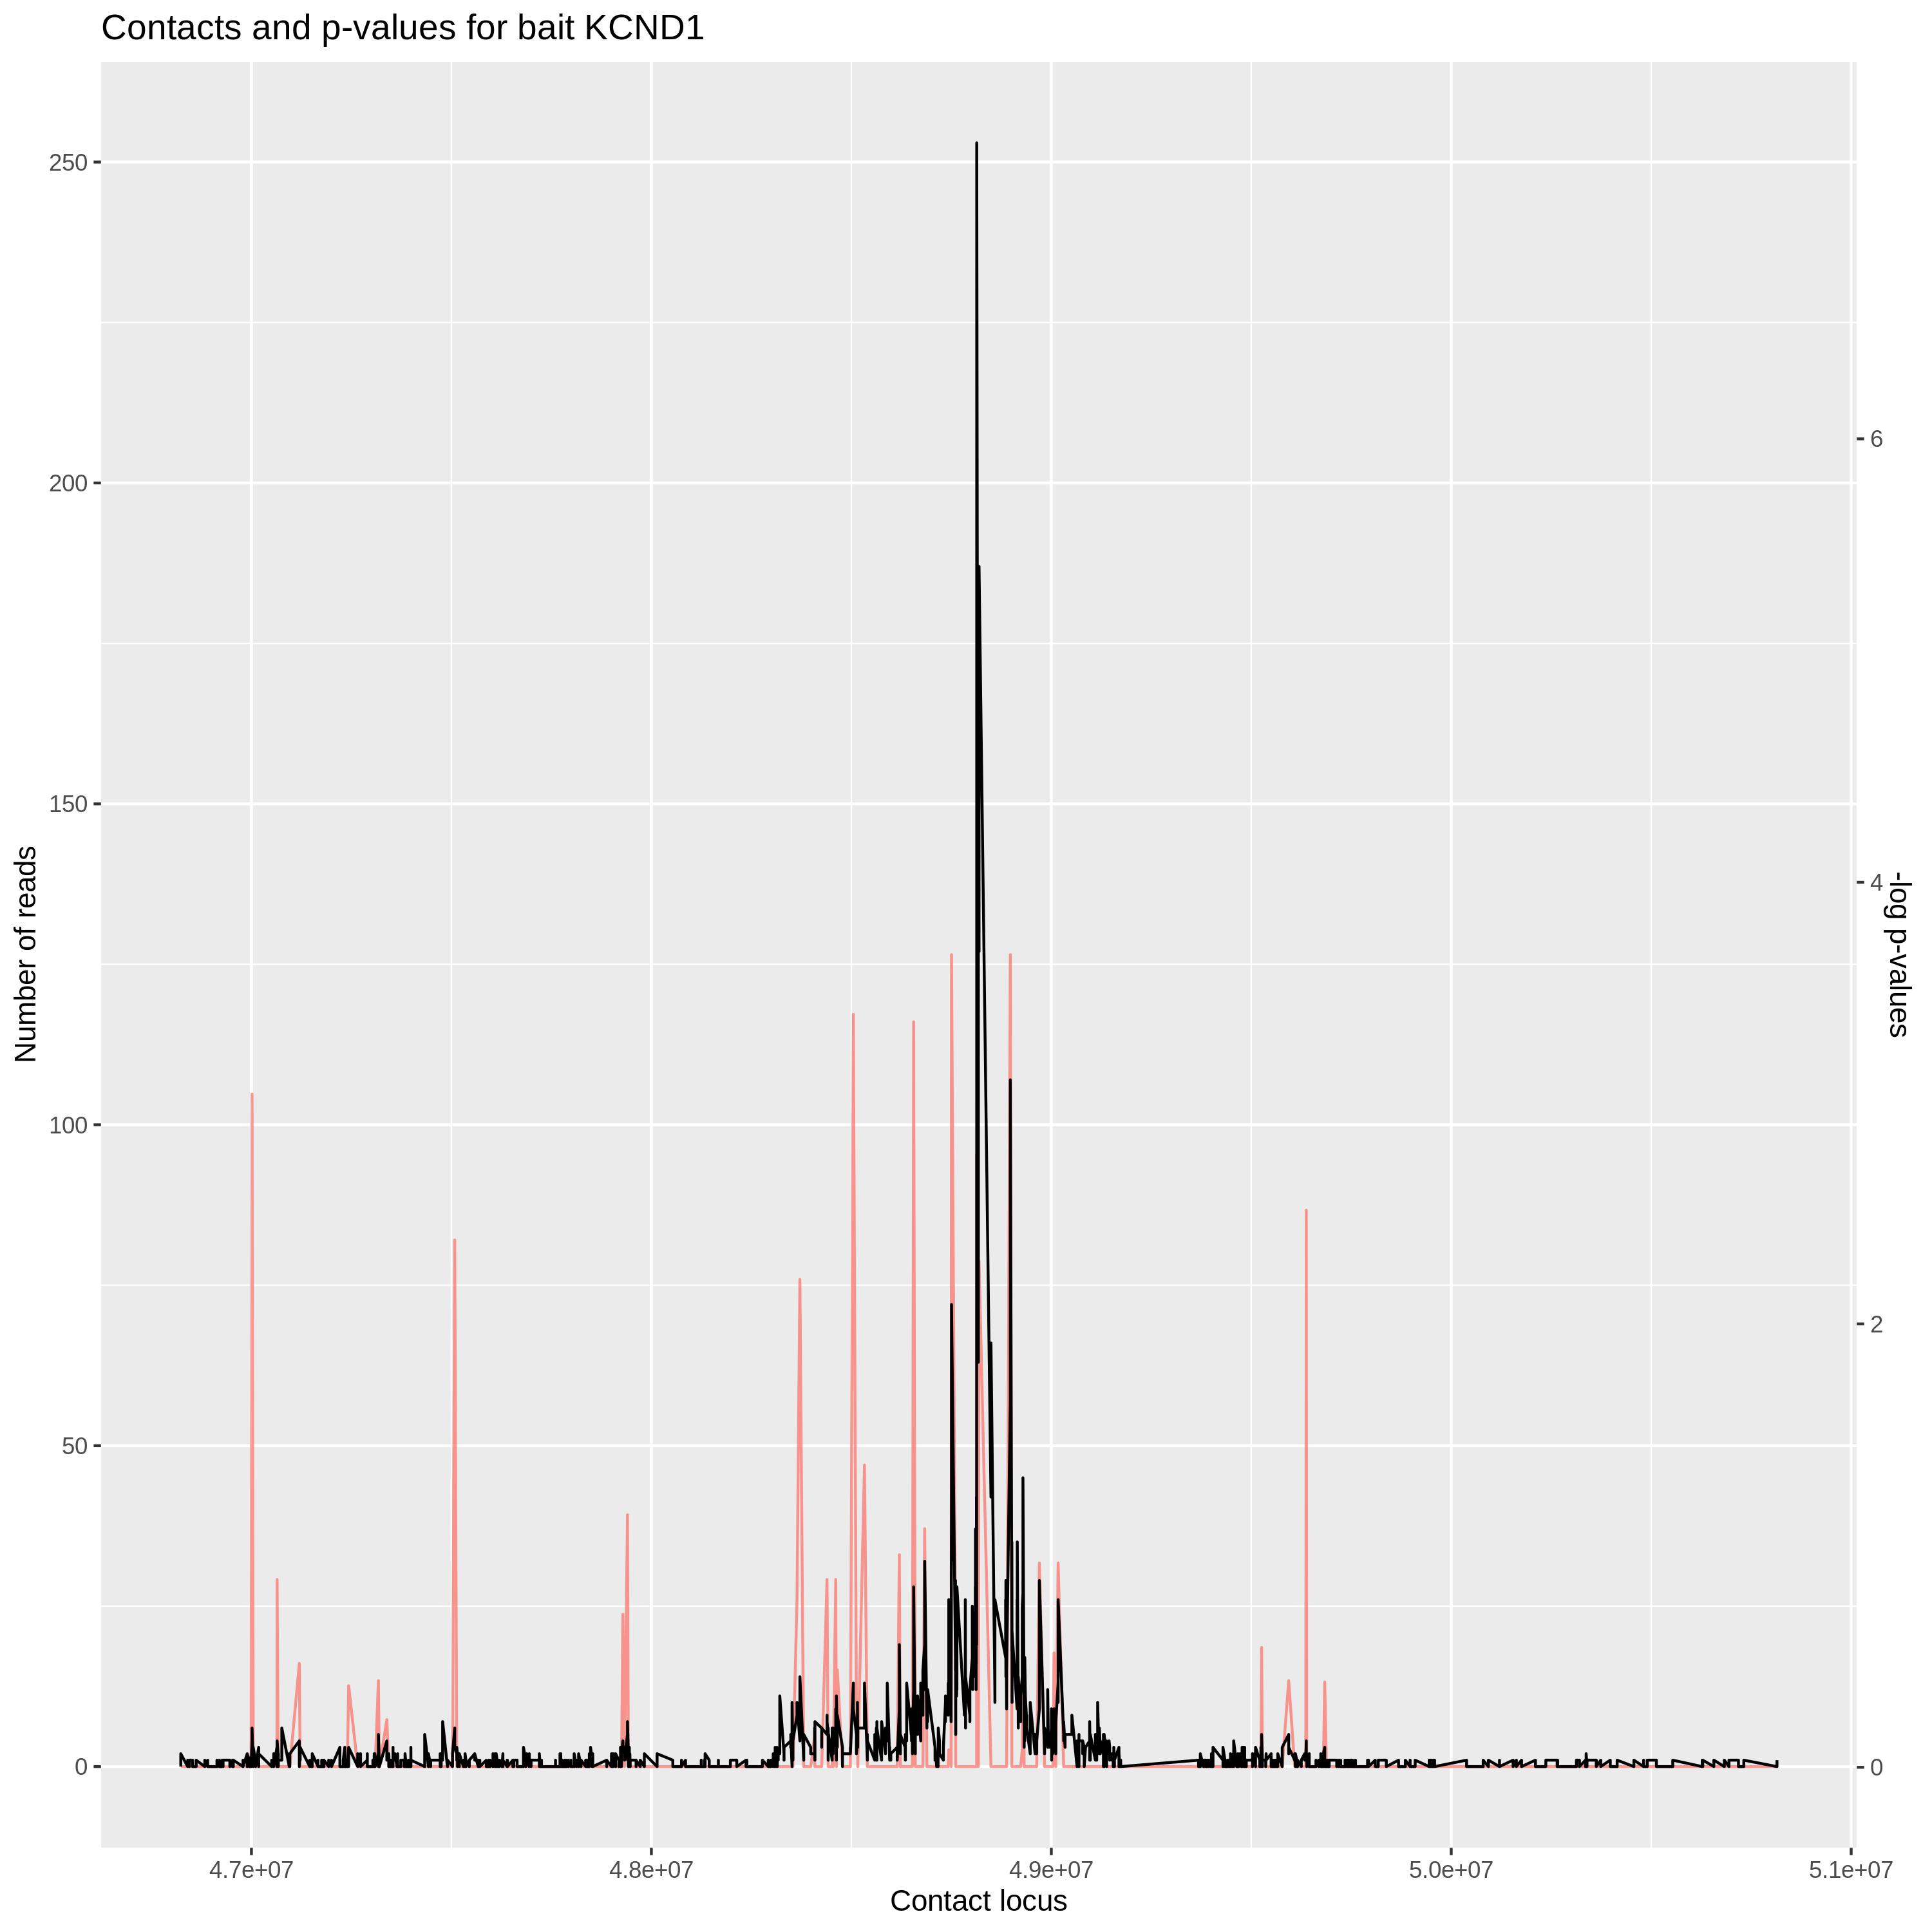 Contacts and p-values for bait KCND1
250
200
150
100
50
0
Number of reads
6
4
2
0
-log p-values
4.7e+07
4.8e+07
4.9e+07
5.0e+07
5.1e+07
Contact locus